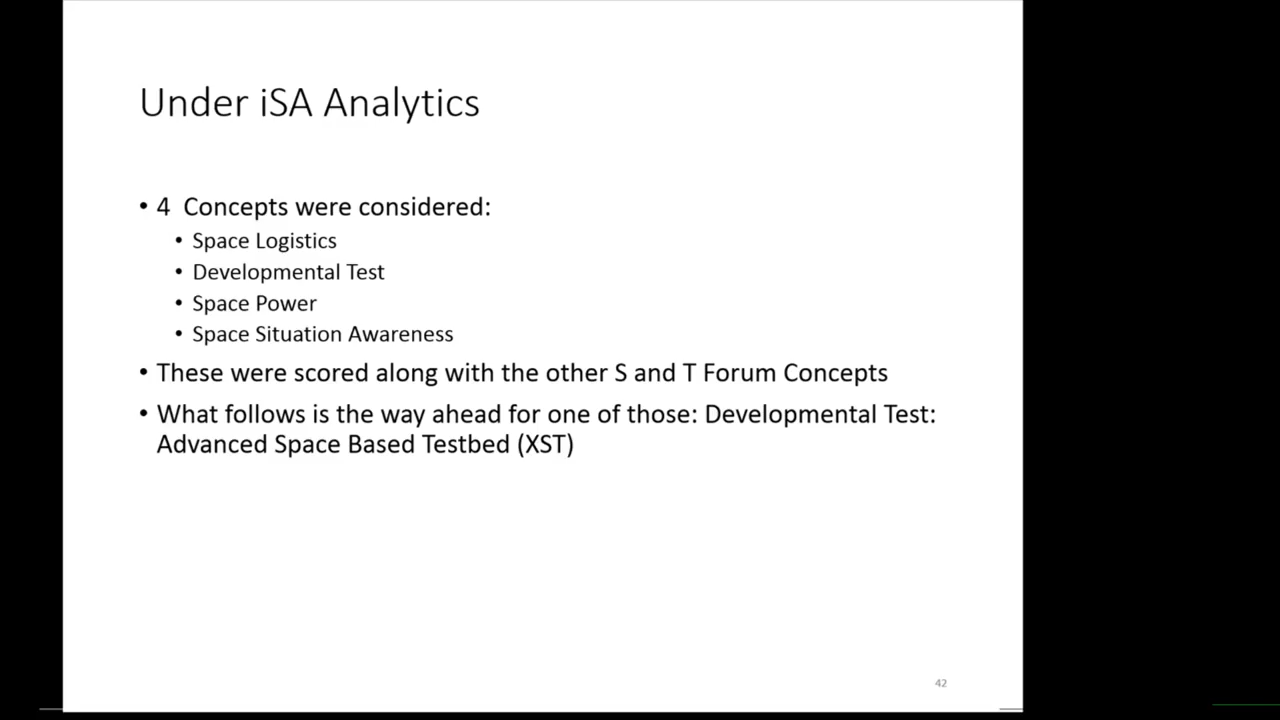 Under iSA Analytics
• 4  Concepts were considered:
• Space Logistics
• Developmental Test
• Space Power
• Space Situation Awareness
• These were scored along with the other S and T Forum Concepts
• What follows is the way ahead for one of those: Developmental Test:
Advanced Space Based Testbed (XST)
42